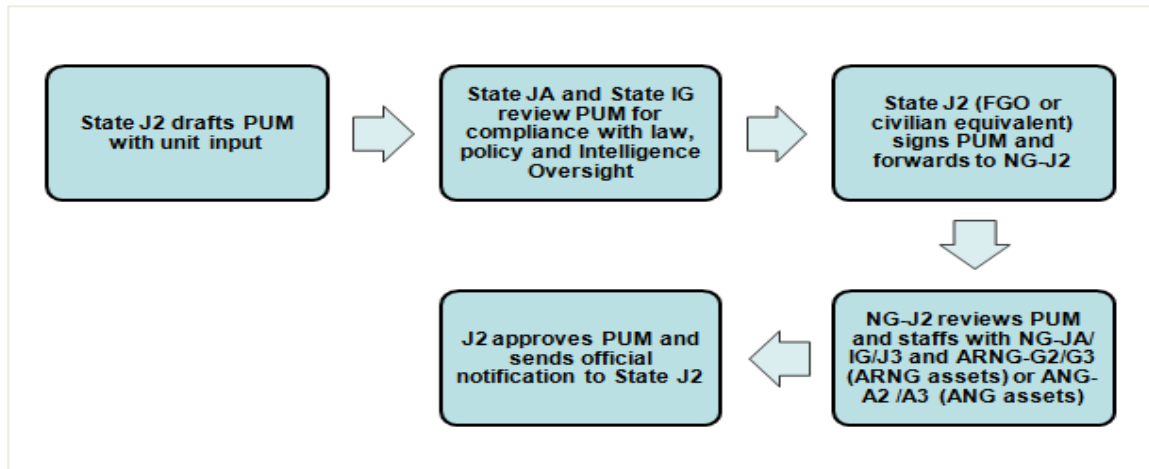 State J2 drafts PUM
with unit input
State JA and State IG
review PUM for
compliance with law,
policy and Intelligence
Oversight
State J2 (FGO or
civilian equivalent)
signs PUM and
forwards to NG-J2
NG-J2 reviews PUM
and staffs with NG-JA/
IG/J3 and ARNG-G2/G3
(ARNG assets) or ANG-
A2 /A3 (ANG assets)
J2 approves PUM and
sends official
notification to State J2